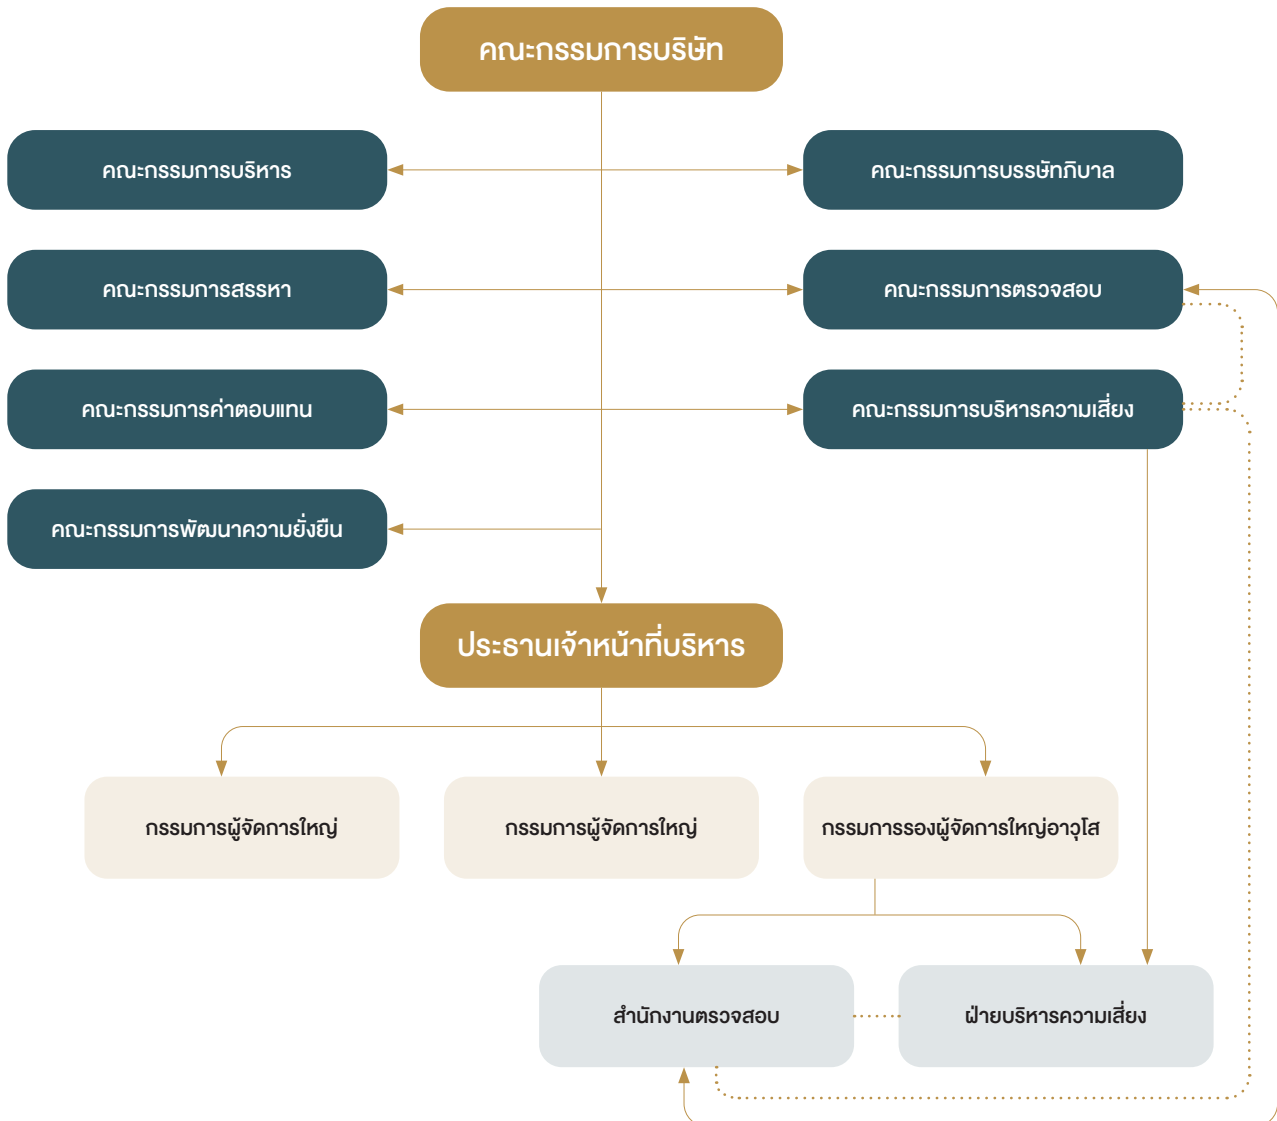 คณะกรรมการบริษัท
คณะกรรมการบริหาร
คณะกรรมการบรรษัทภิบาล
คณะกรรมการสรรหา
คณะกรรมการตรวจสอบ
คณะกรรมการค่าตอบแทน
คณะกรรมการบริหารความเสี่ยง
คณะกรรมการพัฒนาความยั่งยืน
ประธานเจ้าหน้าที่บริหาร
กรรมการผู้จัดการใหญ่
กรรมการผู้จัดการใหญ่
กรรมการรองผู้จัดการใหญ่อาวุโส
สำนักงานตรวจสอบ
ฝ่ายบริหารความเสี่ยง